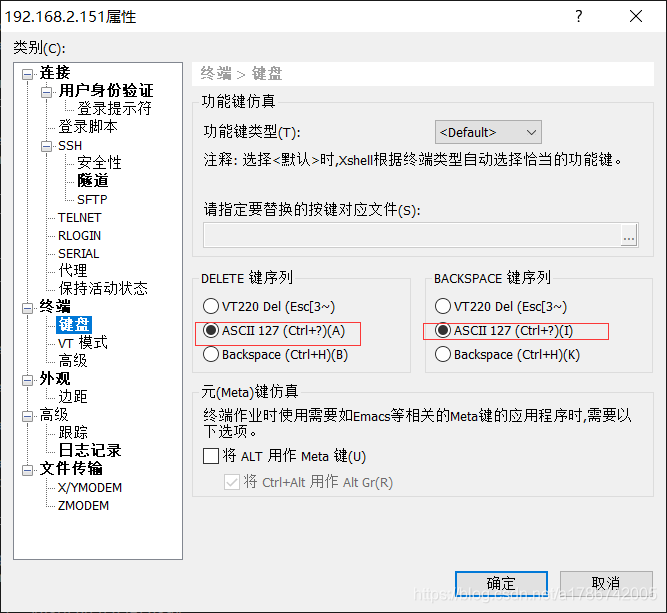 192.168.2.151属性
类别(C):
连接
用户身份验证
登录提示符
登录脚本
SSH
安全性
隧道
SFTP
TELNET
RLOGIN
SERIAL
代理
保持活动状态
终端
键盘
VT 模式
高级
外观
边距
高级
跟踪
日志记录
文件传输
X/YMODEM
ZMODEM
终端 > 键盘
功能键仿真
功能键类型(T):
<Default>
注释: 选择<默认>时,Xshell根据终端类型自动选择恰当的功能键。
请指定要替换的按键对应文件(S):
...
DELETE 键序列
VT220 Del (Esc[3~)
ASCII 127 (Ctrl+?)(A)
Backspace (Ctrl+H)(B)
BACKSPACE 键序列
VT220 Del (Esc[3~)
ASCII 127 (Ctrl+?)(I)
Backspace (Ctrl+H)(K)
元(Meta)键仿真
终端作业时使用需要如Emacs等相关的Meta键的应用程序时,需要以
下选项。
将 ALT 用作 Meta 键(U)
将 Ctrl+Alt 用作 Alt Gr(R)
确定
取消
https://blog.csdn.net/a1786742005